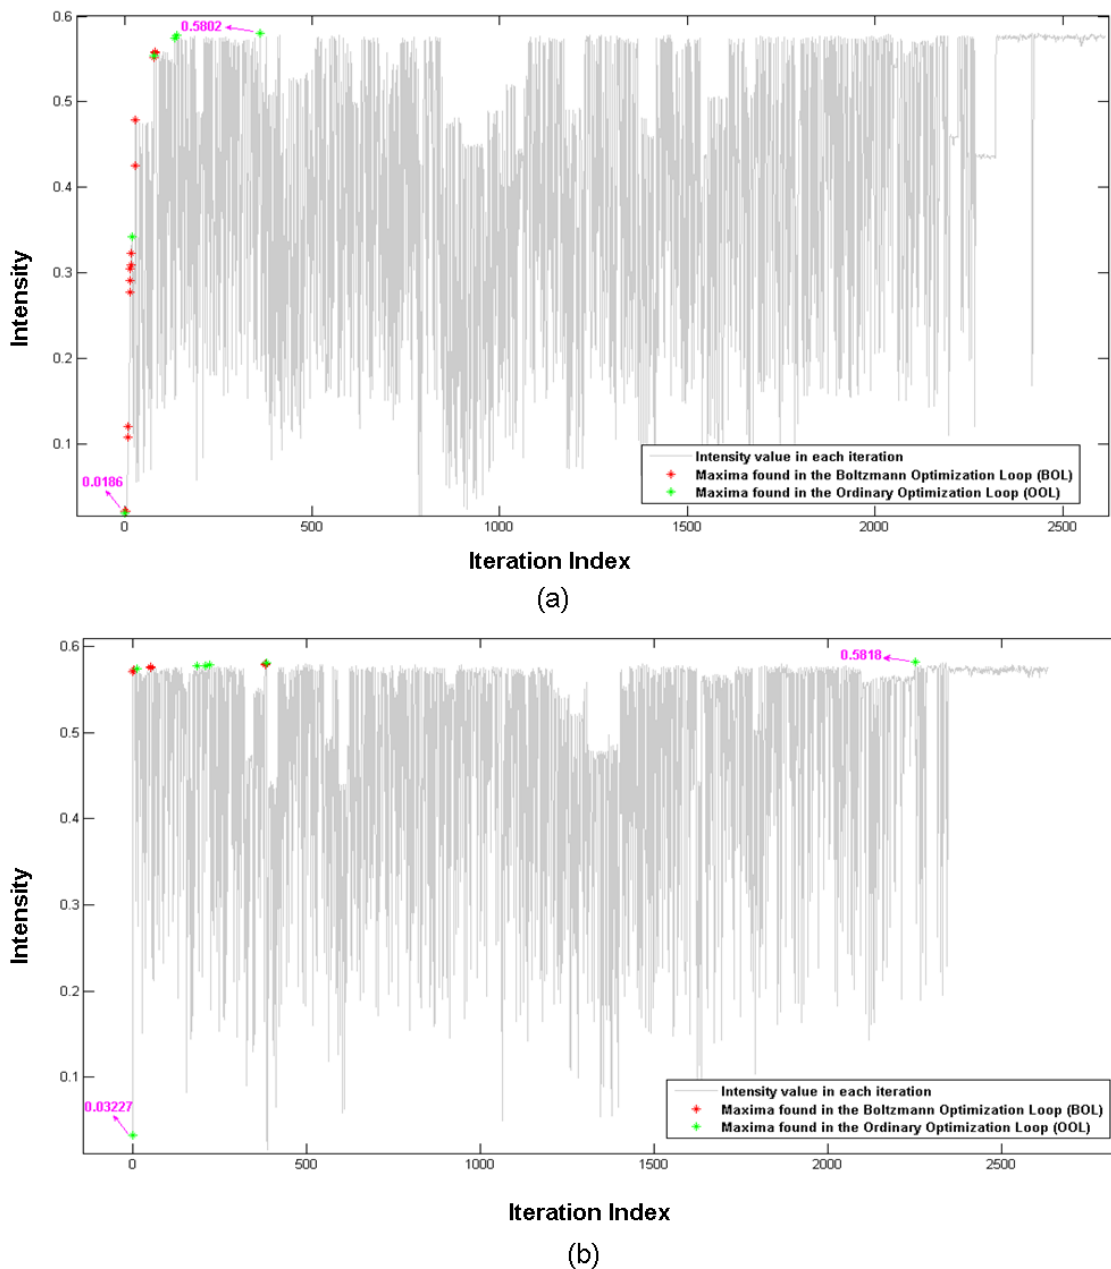 0.6
0.5802
0.5
0.4
Intensity
0.3
0.2
0.1
0.0186
Intensity value in each iteration
Maxima found in the Boltzmann Optimization Loop (BOL)
Maxima found in the Ordinary Optimization Loop (OOL)
0 500 1000 1500 2000 2500
Iteration Index
(a)
0.6
0.5818
0.5
0.4
Intensity
0.3
0.2
0.1
0.03227
Intensity value in each iteration
Maxima found in the Boltzmann Optimization Loop (BOL)
Maxima found in the Ordinary Optimization Loop (OOL)
0 500 1000 1500 2000 2500
Iteration Index
(b)